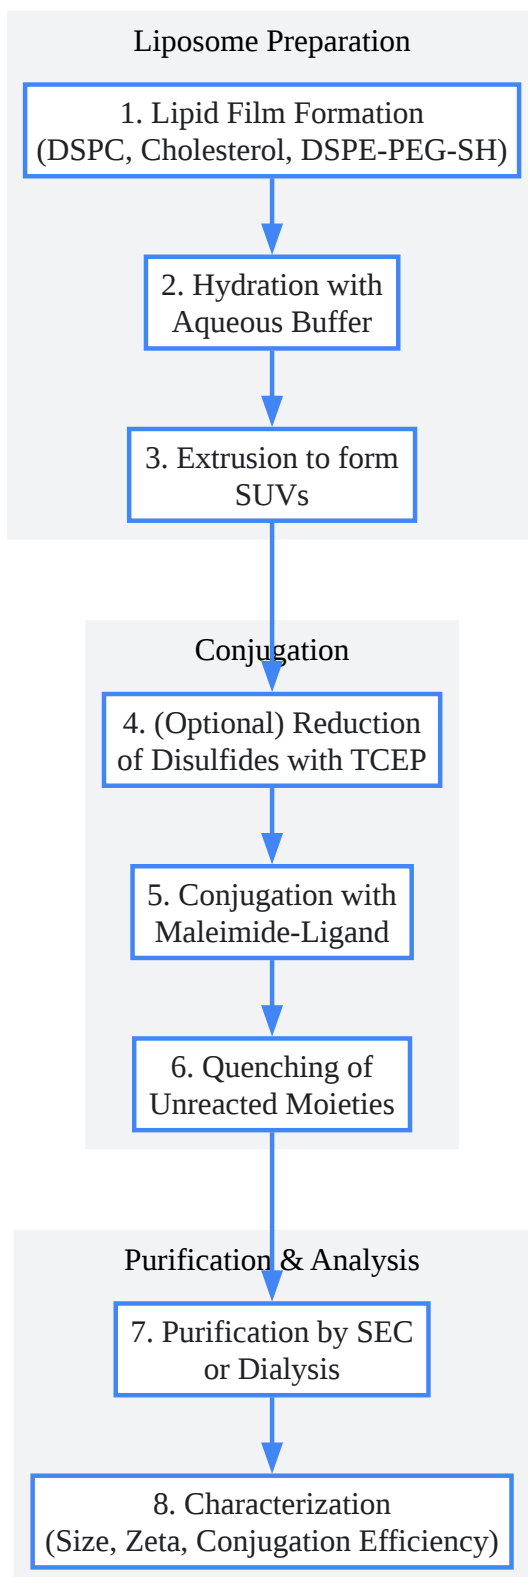 Liposome Preparation
1. Lipid Film Formation
(DSPC, Cholesterol, DSPE-PEG-SH)
2. Hydration with
Aqueous Buffer
3. Extrusion to form
SUVs
Conjugation
4. (Optional) Reduction
of Disulfides with TCEP
5. Conjugation with
Maleimide-Ligand
6. Quenching of
Unreacted Moieties
Purification & Analysis
7. Purification by SEC
or Dialysis
8. Characterization
(Size, Zeta, Conjugation Efficiency)